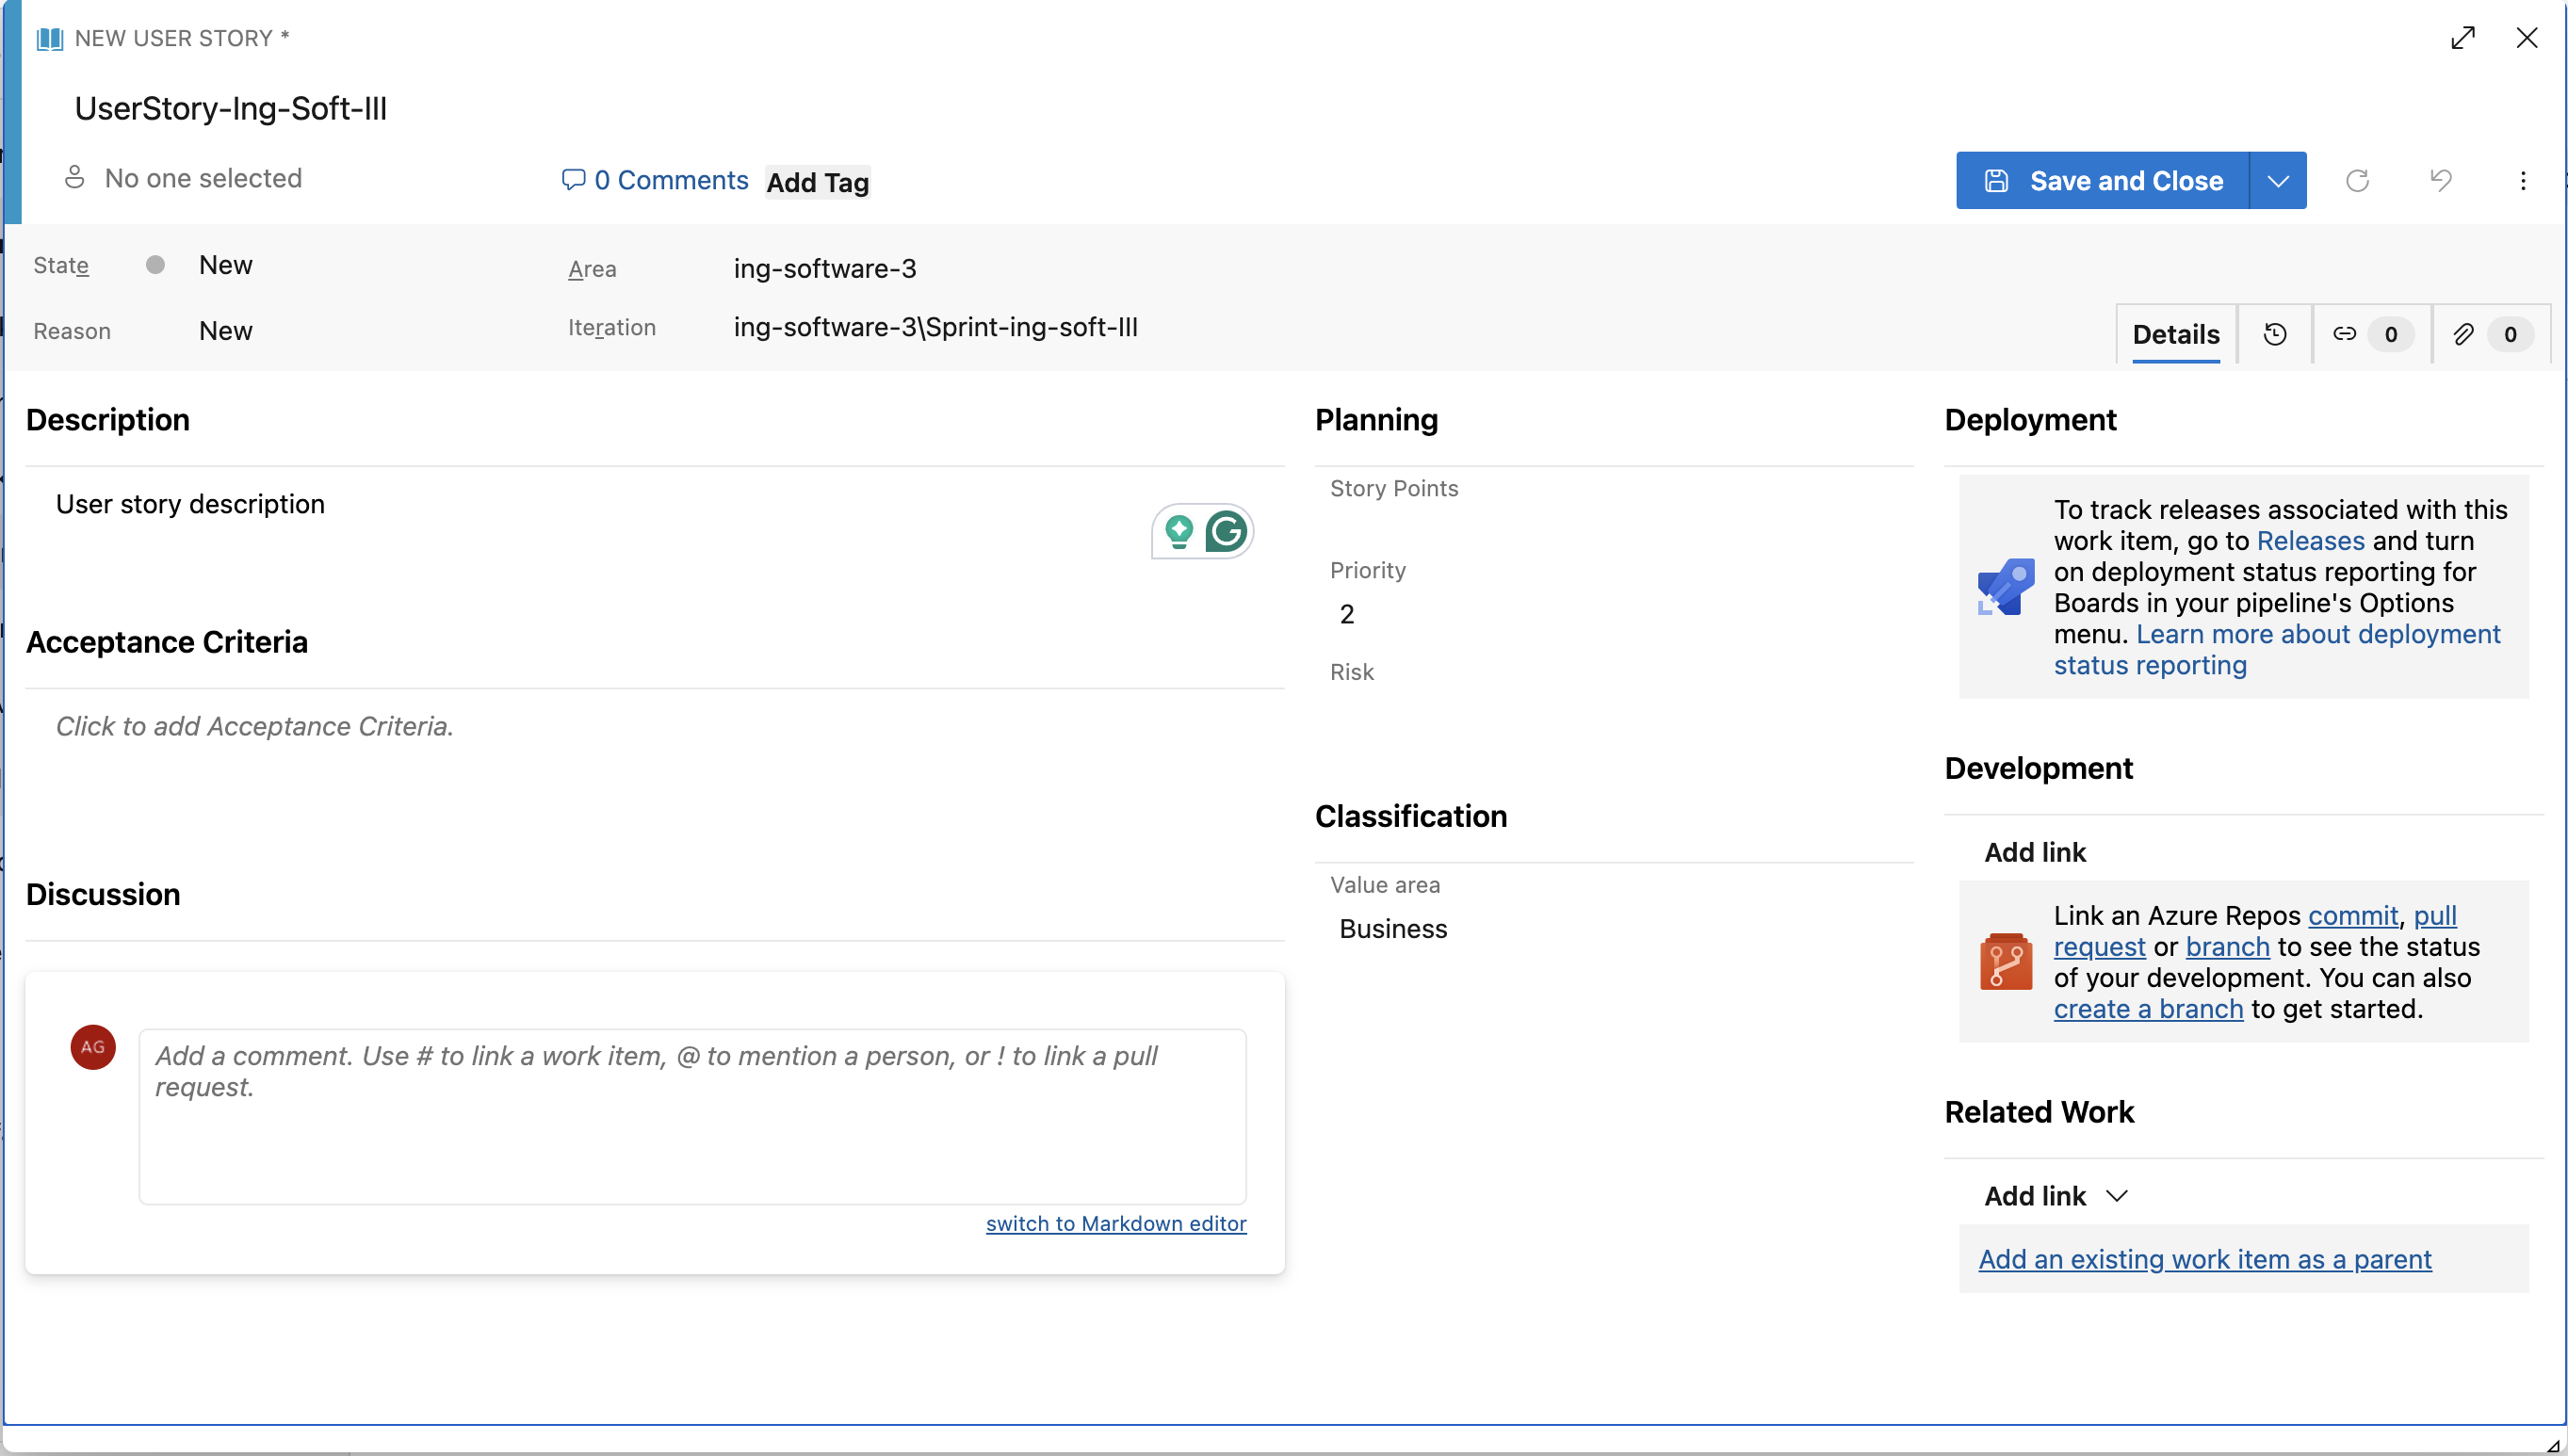 NEW USER STORY *
UserStory-Ing-Soft-III
No one selected
0 Comments
Add Tag
Save and Close
State
New
Area
ing-software-3
Reason
New
Iteration
ing-software-3\Sprint-ing-soft-III
Details
0
0
Description
User story description
Acceptance Criteria
Click to add Acceptance Criteria.
Discussion
AG
Add a comment. Use # to link a work item, @ to mention a person, or ! to link a pull
request.
switch to Markdown editor
Planning
Story Points
Priority
2
Risk
Classification
Value area
Business
Deployment
To track releases associated with this
work item, go to Releases and turn
on deployment status reporting for
Boards in your pipeline's Options
menu. Learn more about deployment
status reporting
Development
Add link
Link an Azure Repos commit, pull
request or branch to see the status
of your development. You can also
create a branch to get started.
Related Work
Add link
Add an existing work item as a parent